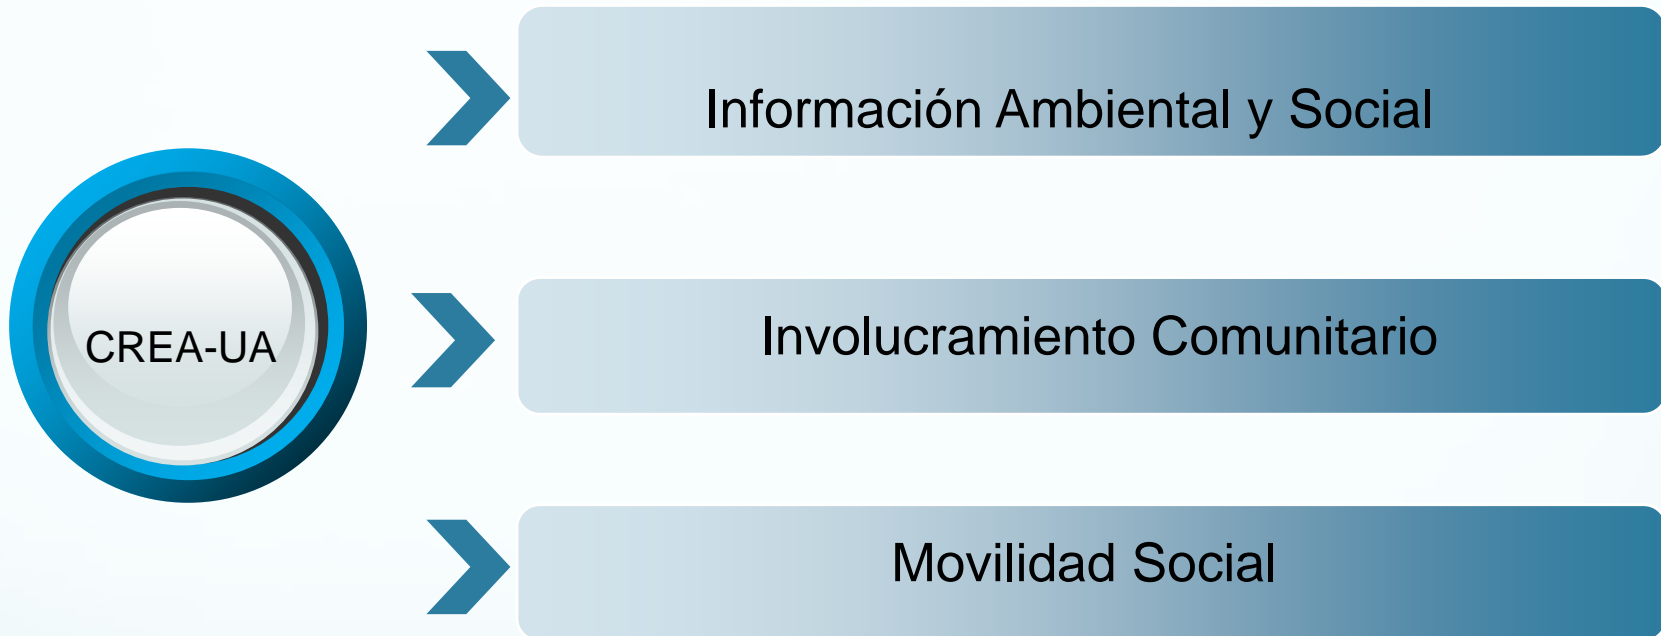 Información Ambiental y Social
CREA-UA
Involucramiento Comunitario
Movilidad Social